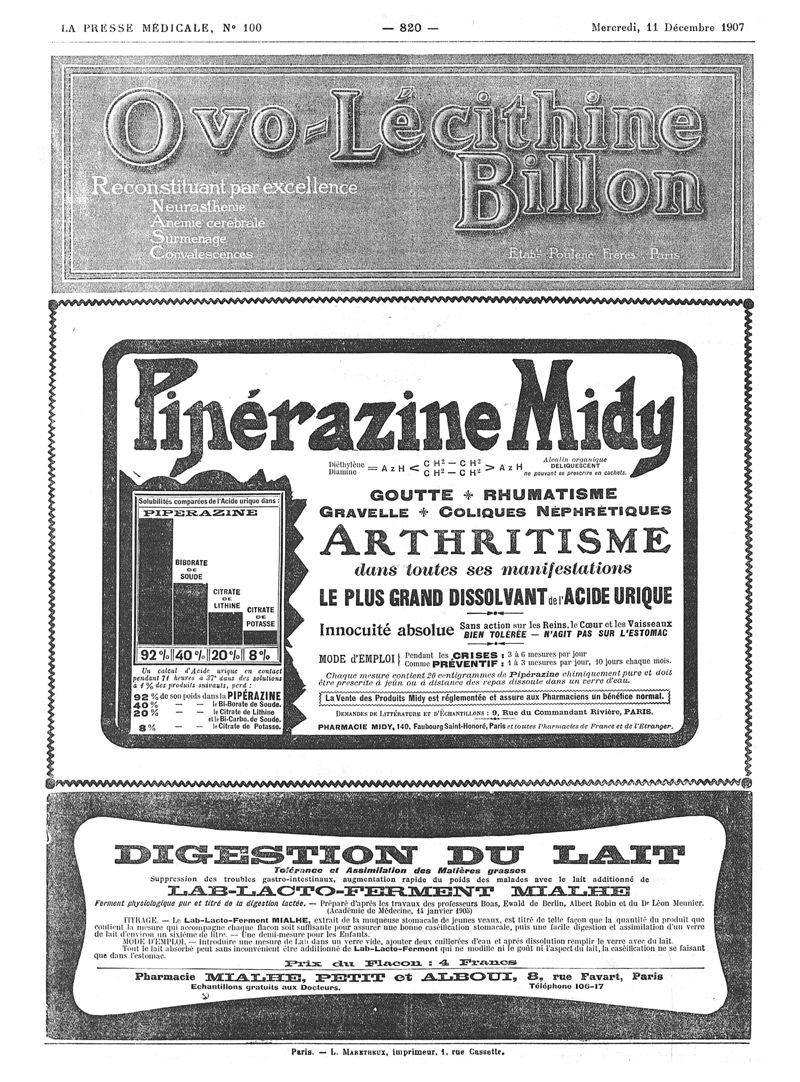 LA PRESSE MÉDICALE, N° 100 — 820 — Mercredi, 11 Décembre 1907
Ovo-Lécithine
Billon
Reconstituant par excellence
Neurasthenie
Anémie cérébrale
Surmenage
Convalescences
Etabts Poulenc Frères. Paris
Pipérazine Midy
Diéthylène Diamine = AzH < CH² — CH² CH² — CH² > AzH
Alcalin organique
DÉLIQUESCENT
ne pouvant se prescrire en cachets.
GOUTTE + RHUMATISME
GRAVELLE + COLIQUES NÉPHRÉTIQUES
ARTHRITISME
dans toutes ses manifestations
LE PLUS GRAND DISSOLVANT de l'ACIDE URIQUE
Innocuité absolue
Sans action sur les Reins, le Cœur et les Vaisseaux
BIEN TOLÉRÉE — N'AGIT PAS SUR L'ESTOMAC
MODE D'EMPLOI
Pendant les CRISES : 3 à 6 mesures par jour
Comme PRÉVENTIF : 1 à 3 mesures par jour, 10 jours chaque mois.
Chaque mesure contient 20 centigrammes de Pipérazine chimiquement pure et doit
être prescrite à jeun ou à distance des repas dissoute dans un verre d'eau.
La Vente des Produits Midy est réglementée et assure aux Pharmaciens un bénéfice normal.
DEMANDES DE LITTÉRATURE ET D'ÉCHANTILLONS : 9, Rue du Commandant Rivière, PARIS.
PHARMACIE MIDY, 140, Faubourg Saint-Honoré, Paris et toutes Pharmacies de France et de l'Etranger.
Solubilités comparées de l'Acide urique dans :
PIPERAZINE
BIBORATE
DE
SOUDE
CITRATE
DE
LITHINE
CITRATE
DE
POTASSE
92 % 40 % 20 % 8 %
Un calcul d'Acide urique en contact
pendant 71 heures à 37° dans des solutions
à 1 % des produits suivants, perd :
92 % de son poids dans la PIPÉRAZINE
40 % — — le Bi-Borate de Soude.
20 % — — le Citrate de Lithine
et le Bi-Carbo. de Soude.
8 % — — le Citrate de Potasse.
DIGESTION DU LAIT
Tolérance et Assimilation des Matières grasses
Suppression des troubles gastro-intestinaux, augmentation rapide du poids des malades avec le lait additionné de
LAB-LACTO-FERMENT MIALHE
Ferment physiologique pur et titré de la digestion lactée. — Préparé d'après les travaux des professeurs Boas, Ewald de Berlin, Albert Robin et du Dr Léon Meunier.
(Académie de Médecine, 14 janvier 1905)
TITRAGE. — Le Lab-Lacto-Ferment MIALHE, extrait de la muqueuse stomacale de jeunes veaux, est titré de telle façon que la quantité du produit que
contient la mesure qui accompagne chaque flacon soit suffisante pour assurer une bonne caséification stomacale, puis une facile digestion et assimilation d'un verre
de lait d'environ un sixième de litre. — Une demi-mesure pour les Enfants.
MODE D'EMPLOI. — Introduire une mesure de Lab dans un verre vide, ajouter deux cuillerées d'eau et après dissolution remplir le verre avec du lait.
Tout le lait absorbé peut sans inconvénient être additionné de Lab-Lacto-Ferment qui ne modifie ni le goût ni l'aspect du lait, la caséification ne se faisant
que dans l'estomac.
Prix du Flacon : 4 Francs
Pharmacie MIALHE, PETIT et ALBOUI, 8, rue Favart, Paris
Echantillons gratuits aux Docteurs. Téléphone 106-17
Paris. — L. MARETHEUX, imprimeur, 1, rue Cassette.